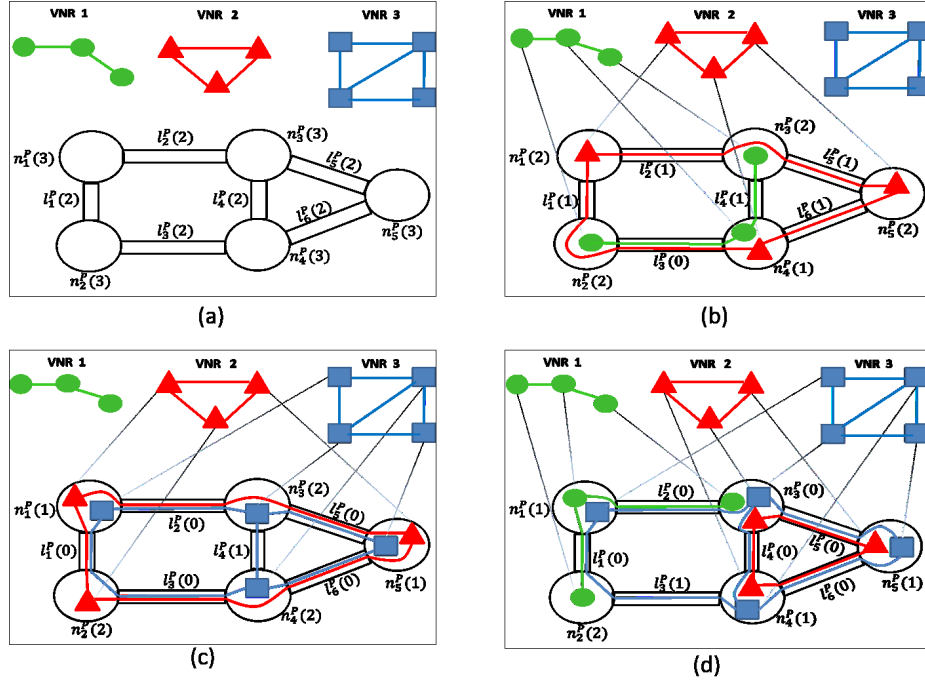 VNR 1
VNR 2
VNR 3
n₁ᴾ(3)
l₂ᴾ(2)
n₃ᴾ(3)
l₅ᴾ(2)
l₁ᴾ(2)
l₄ᴾ(2)
l₆ᴾ(2)
n₅ᴾ(3)
l₃ᴾ(2)
n₂ᴾ(3)
n₄ᴾ(3)
(a)
VNR 1
VNR 2
VNR 3
n₃ᴾ(2)
n₁ᴾ(2)
l₂ᴾ(1)
l₅ᴾ(1)
l₁ᴾ(1)
l₄ᴾ(1)
l₆ᴾ(1)
n₅ᴾ(2)
l₃ᴾ(0)
n₄ᴾ(1)
n₂ᴾ(2)
(b)
VNR 1
VNR 2
VNR 3
n₃ᴾ(2)
n₁ᴾ(1)
l₂ᴾ(0)
l₅ᴾ(0)
l₁ᴾ(0)
l₄ᴾ(1)
l₃ᴾ(0)
l₆ᴾ(0)
n₅ᴾ(1)
n₂ᴾ(2)
n₄ᴾ(2)
(c)
VNR 1
VNR 2
VNR 3
n₃ᴾ(0)
l₂ᴾ(0)
n₁ᴾ(1)
l₅ᴾ(0)
l₁ᴾ(0)
l₄ᴾ(0)
l₃ᴾ(1)
l₆ᴾ(0)
n₅ᴾ(1)
n₂ᴾ(2)
n₄ᴾ(1)
(d)